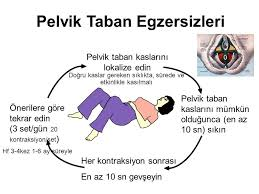 Pelvik Taban Egzersizleri
Pelvik taban kaslarını
lokalize edin
Doğru kaslar gereken sıklıkta, sürede ve
etkinlikte kasılmalı
Pelvik taban
kaslarını mümkün
olduğunca (en az
10 sn) sıkın
Her kontraksiyon sonrası
En az 10 sn gevşeyin
Önerilere göre
tekrar edin
(3 set/gün 20
kontraksiyon/set)
Hf 3-4kez 1-6 ay süreyle